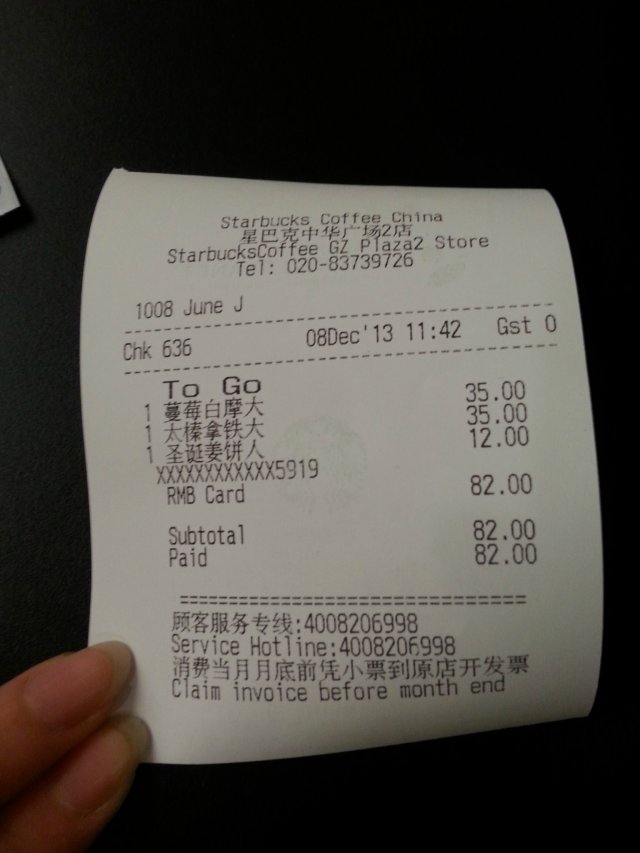 Starbucks Coffee China
星巴克中华广场2店
StarbucksCoffee GZ Plaza2 Store
Tel: 020-83739726
1008 June J
Chk 636 08Dec'13 11:42 Gst 0
To Go
1 蔓莓白摩大 35.00
1 太榛拿铁大 35.00
1 圣诞姜饼人 12.00
XXXXXXXXXXXX5919
RMB Card 82.00
Subtotal 82.00
Paid 82.00
==============================
顾客服务专线:4008206998
Service Hotline:4008206998
消费当月月底前凭小票到原店开发票
Claim invoice before month end